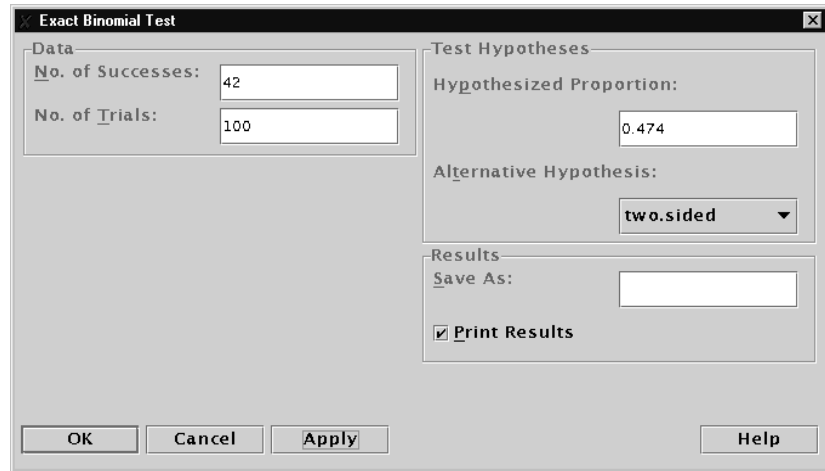 Exact Binomial Test
Data
No. of Successes:
42
No. of Trials:
100
Test Hypotheses
Hypothesized Proportion:
0.474
Alternative Hypothesis:
two.sided
Results
Save As:
Print Results
OK
Cancel
Apply
Help